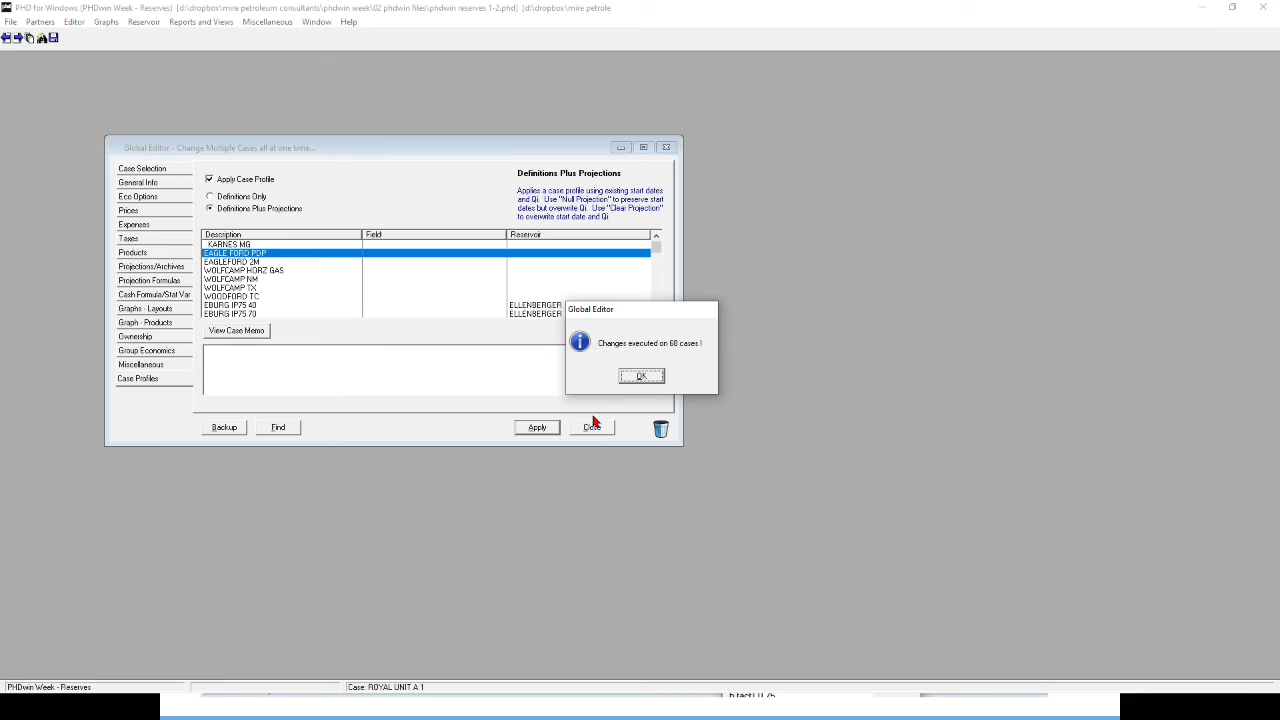 PHD for Windows (PHDwin Week - Reserves) [d:\dropbox\mire petroleum consultants\phdwin week\02 phdwin files\phdwin reserves 1-2.phd] [d:\dropbox\mire petrole
File Partners Editor Graphs Reservoir Reports and Views Miscellaneous Window Help
Global Editor - Change Multiple Cases all at one time...
Case Selection
General Info
Eco Options
Prices
Expenses
Taxes
Products
Projections/Archives
Projection Formulas
Cash Formula/Stat Var
Graphs - Layouts
Graph - Products
Ownership
Group Economics
Miscellaneous
Case Profiles
Apply Case Profile
Definitions Only
Definitions Plus Projections
Definitions Plus Projections
Applies a case profile using existing start dates
and Qi. Use "Null Projection" to preserve start
dates but overwrite Qi. Use "Clear Projection"
to overwrite start date and Qi.
Description Field Reservoir
KARNES MG
EAGLE FORD PDP
EAGLEFORD 2M
WOLFCAMP HORZ GAS
WOLFCAMP NM
WOLFCAMP TX
WOODFORD TC
EBURG IP75 40 ELLENBERGER
EBURG IP75 70 ELLENBERGER
View Case Memo
Global Editor
Changes executed on 68 cases !
OK
Backup Find Apply Close
PHDwin Week - Reserves Case: ROYAL UNIT A 1